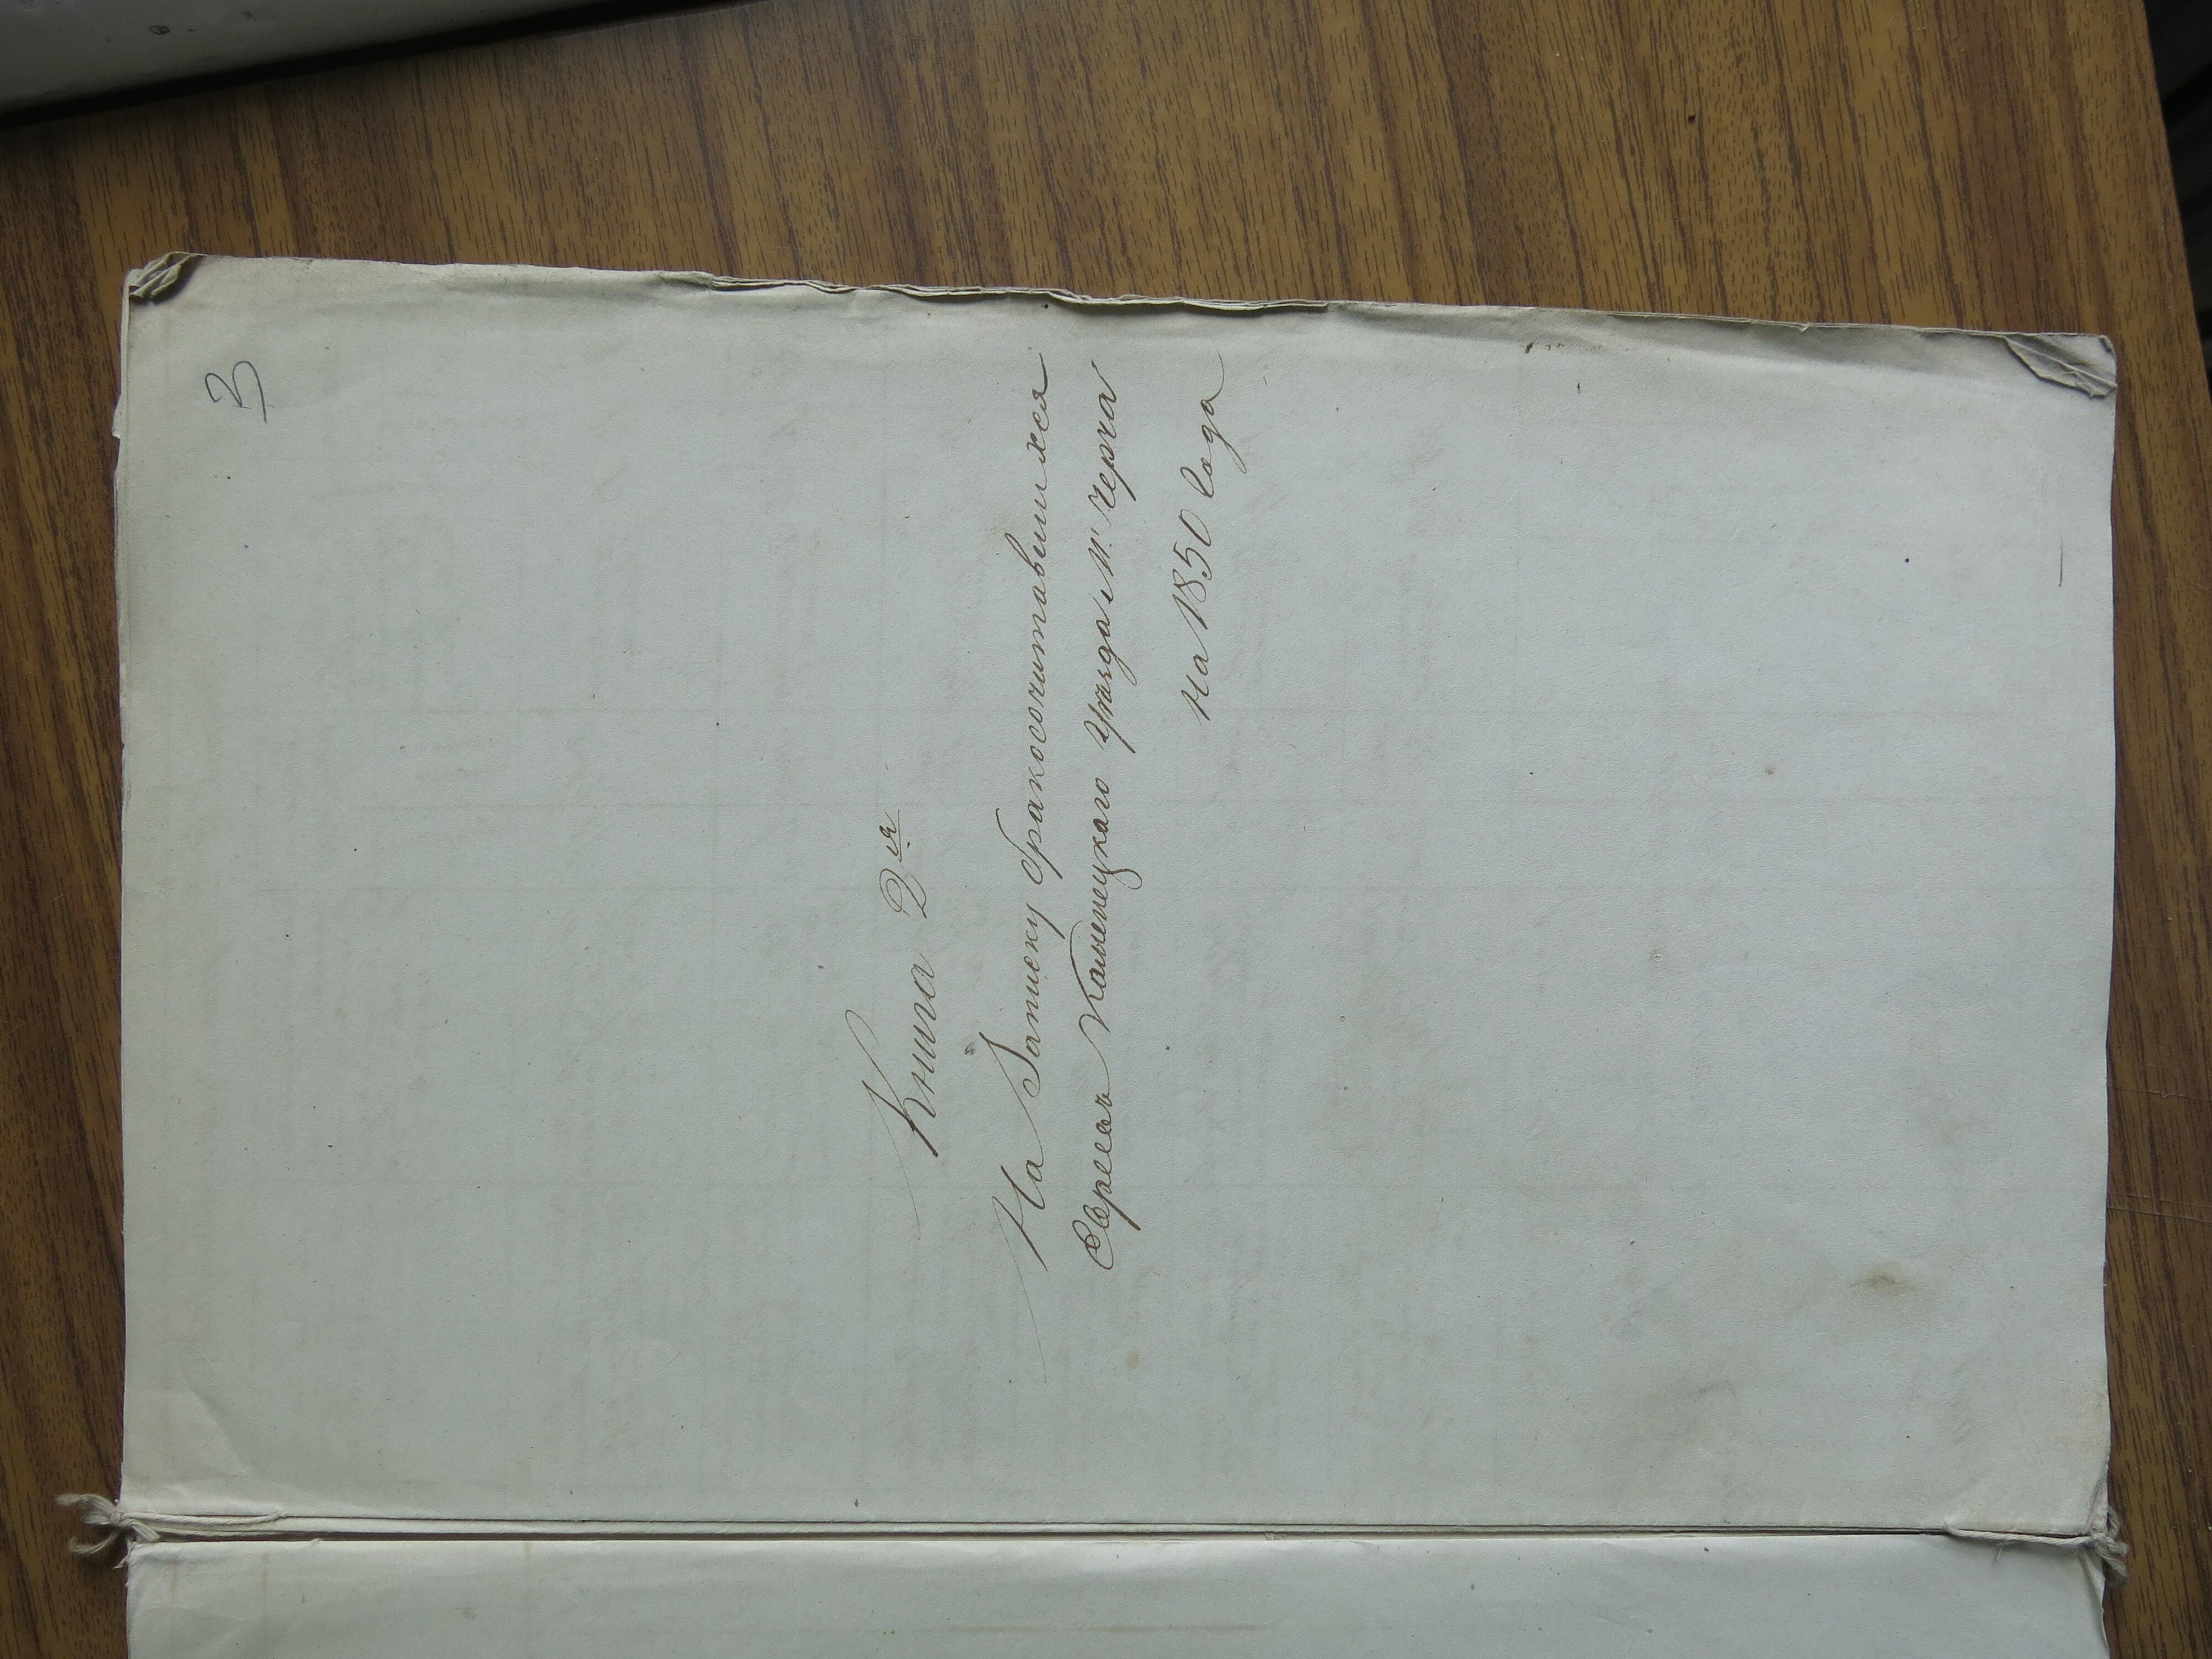 3
Книга 2я
На Записку бракосочитавшихся
Евреевъ Каменецкаго уѣзда м. Черча
на 1850 года